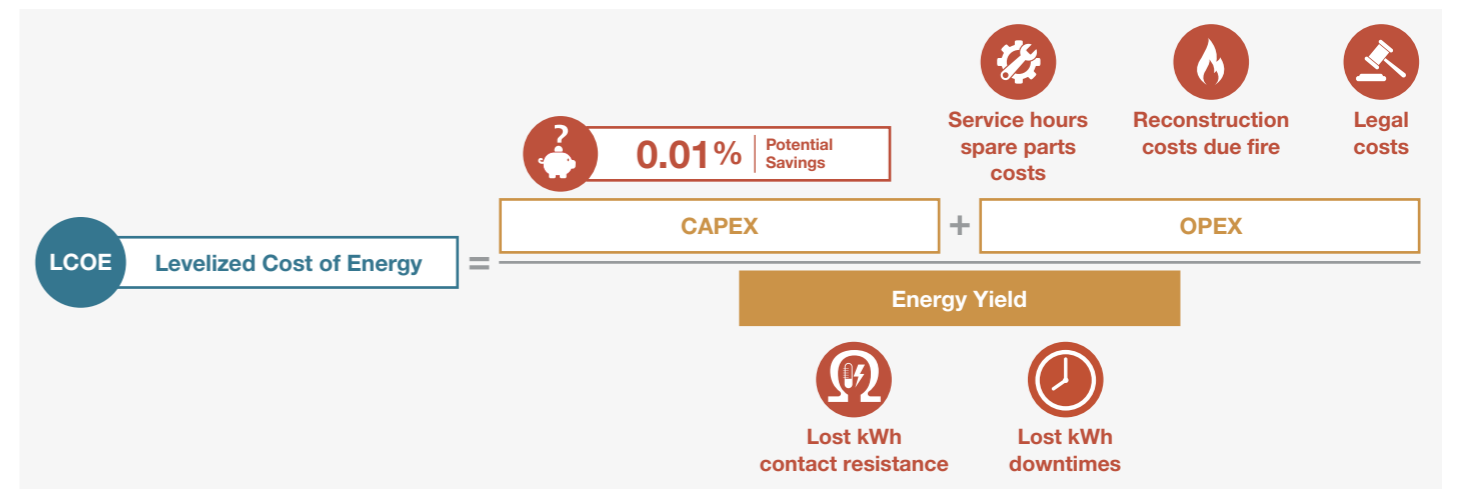 Service hours
spare parts
costs
Reconstruction
costs due fire
Legal
costs
?
0.01%
Potential
Savings
LCOE
Levelized Cost of Energy
=
CAPEX
+
OPEX
Energy Yield
Ω
Lost kWh
contact resistance
Lost kWh
downtimes